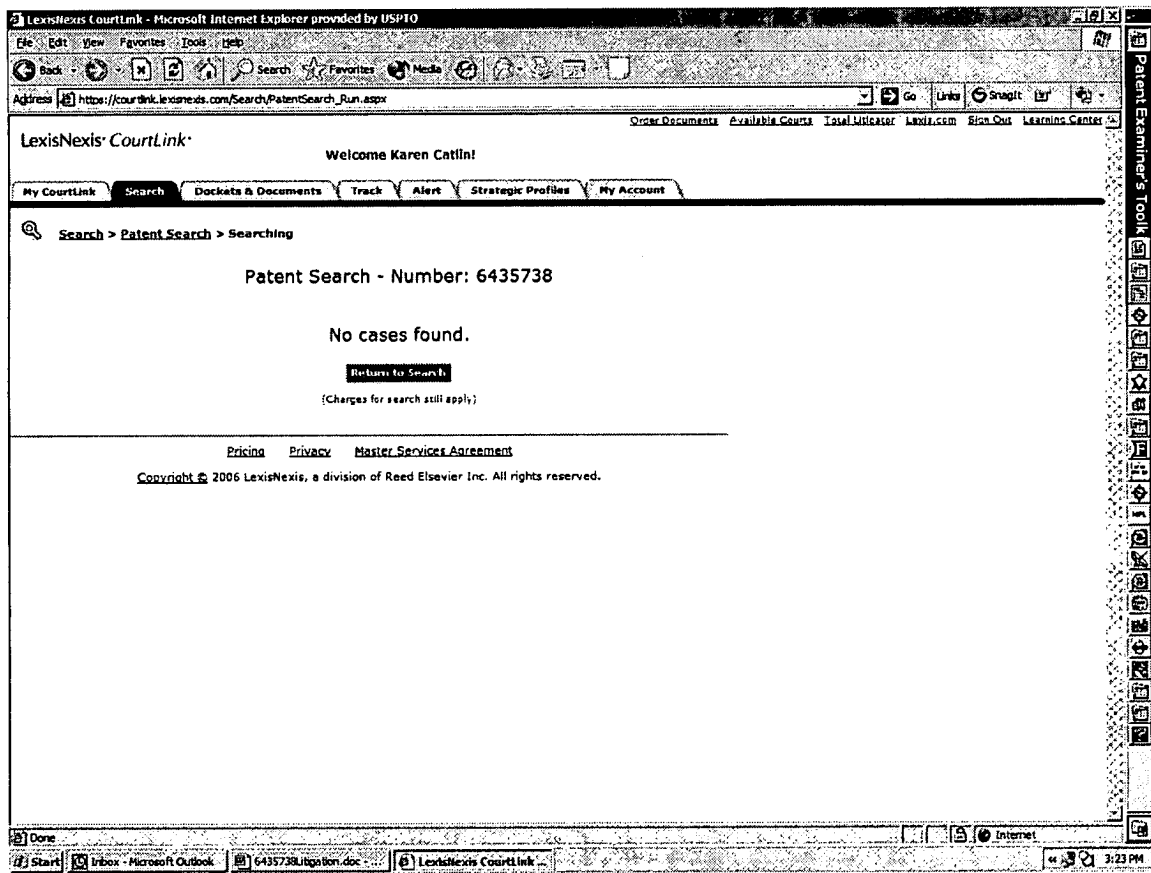 LexisNexis CourtLink - Microsoft Internet Explorer provided by USPTO
File Edit View Favorites Tools Help
Back Search Favorites Media
Address https://courtlink.lexisnexis.com/Search/PatentSearch_Run.aspx Go Links SnagIt
Order Documents Available Courts Total Litigator Lexis.com Sign Out Learning Center
LexisNexis· CourtLink·
Welcome Karen Catlin!
My CourtLink Search Dockets & Documents Track Alert Strategic Profiles My Account
Search > Patent Search > Searching
Patent Search - Number: 6435738
No cases found.
Return to Search
(Charges for search still apply)
Pricing Privacy Master Services Agreement
Copyright © 2006 LexisNexis, a division of Reed Elsevier Inc. All rights reserved.
Done Internet
Start Inbox - Microsoft Outlook 6435738Litigation.doc ... LexisNexis CourtLink ... 3:23 PM
Patent Examiner's Toolk